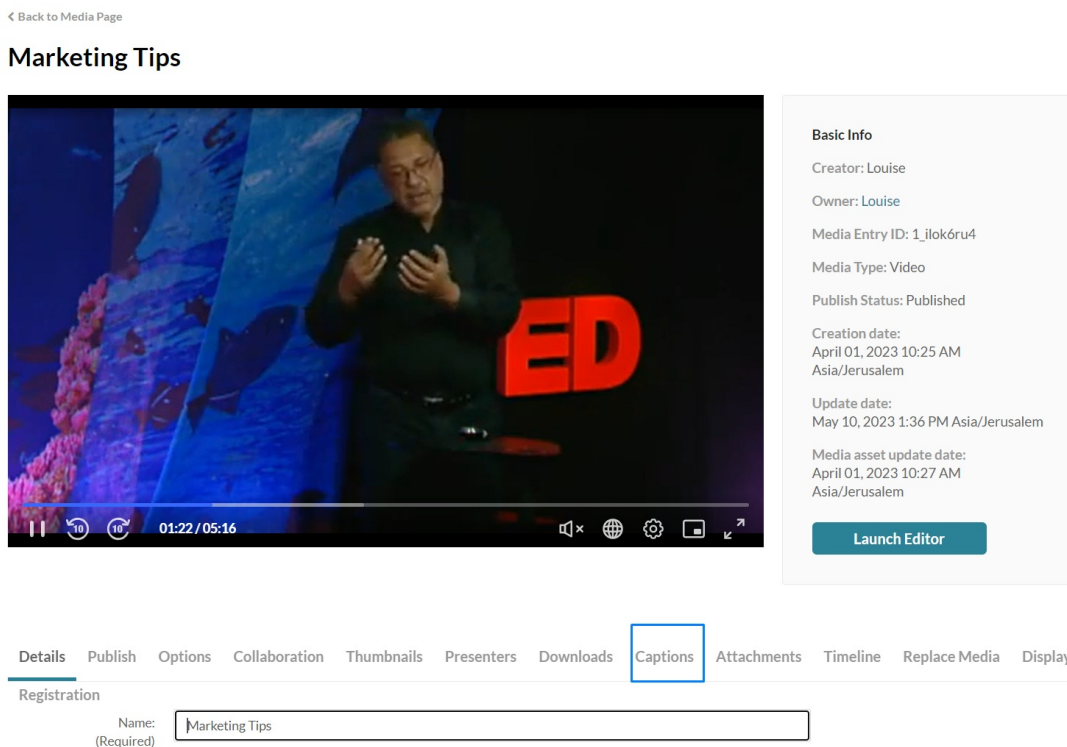 Back to Media Page
Marketing Tips
ED
10 10 01:22 / 05:16
Basic Info
Creator: Louise
Owner: Louise
Media Entry ID: 1_ilok6ru4
Media Type: Video
Publish Status: Published
Creation date:
April 01, 2023 10:25 AM
Asia/Jerusalem
Update date:
May 10, 2023 1:36 PM Asia/Jerusalem
Media asset update date:
April 01, 2023 10:27 AM
Asia/Jerusalem
Launch Editor
Details Publish Options Collaboration Thumbnails Presenters Downloads Captions Attachments Timeline Replace Media Display
Registration
Name: Marketing Tips
(Required)